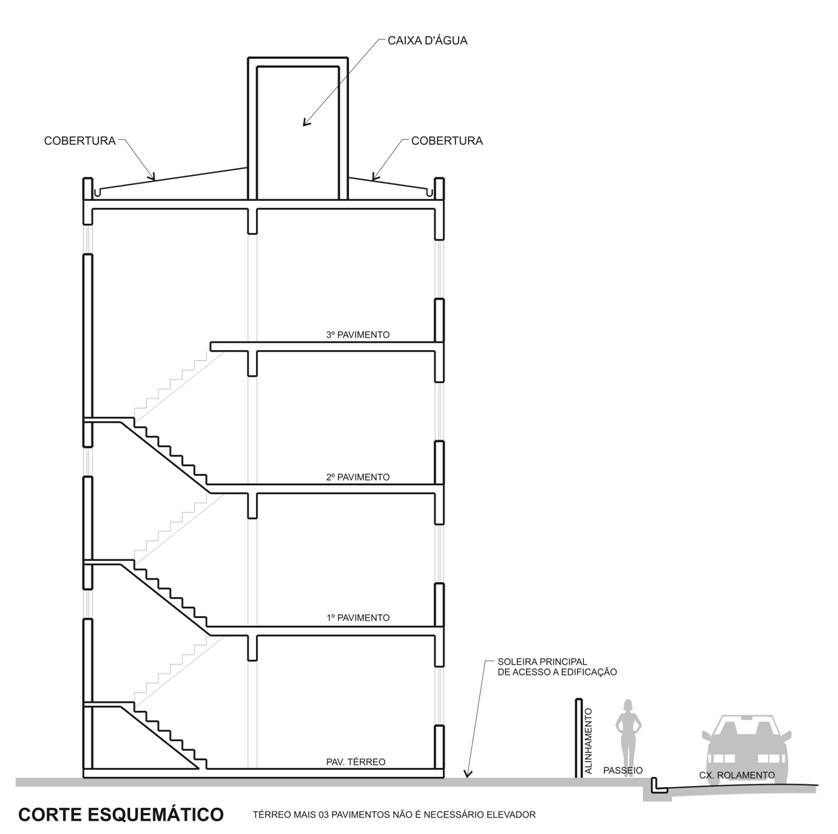 CAIXA D'ÁGUA
COBERTURA
COBERTURA
3º PAVIMENTO
2º PAVIMENTO
1º PAVIMENTO
SOLEIRA PRINCIPAL
DE ACESSO A EDIFICAÇÃO
ALINHAMENTO
PAV. TÉRREO
PASSEIO
CX. ROLAMENTO
CORTE ESQUEMÁTICO
TÉRREO MAIS 03 PAVIMENTOS NÃO É NECESSÁRIO ELEVADOR